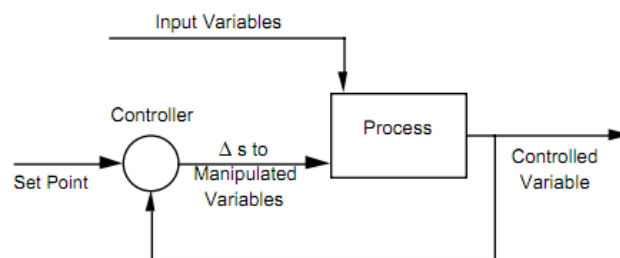 Input Variables
Controller
Process
Δ s to
Manipulated
Variables
Set Point
Controlled
Variable